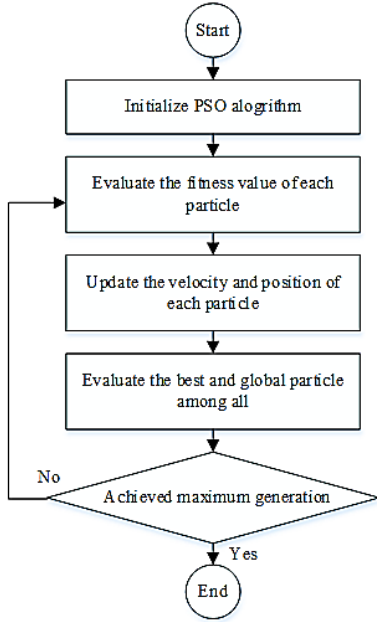 Start
Initialize PSO alogrithm
Evaluate the fitness value of each
particle
Update the velocity and position of
each particle
Evaluate the best and global particle
among all
No
Achieved maximum generation
Yes
End